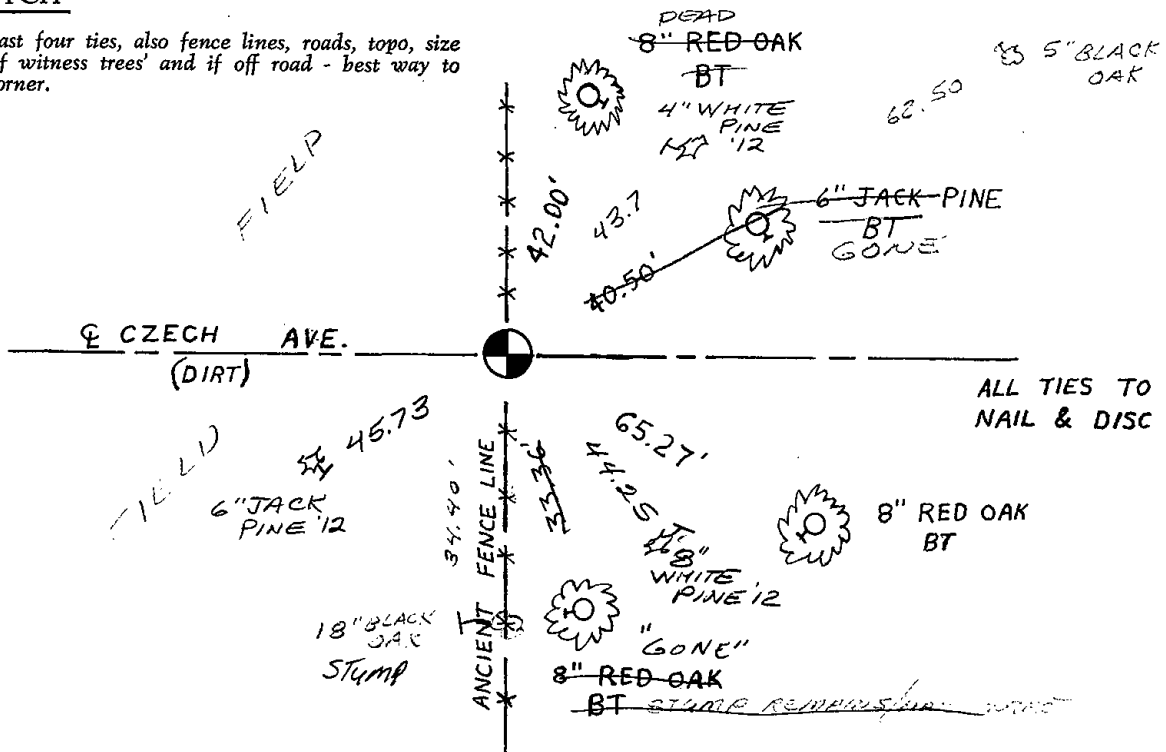 ast four ties, also fence lines, roads, topo, size
f witness trees' and if off road - best way to
orner.
DEAD
8" RED OAK
BT
4" WHITE
PINE
'12
5" BLACK
OAK
62.50
FIELD
42.00'
43.7
40.50'
6" JACK PINE
BT
GONE
℄ CZECH AVE.
(DIRT)
ALL TIES TO
NAIL & DISC
FIELD
45.73
6" JACK
PINE '12
34.40'
ANCIENT FENCE LINE
33.36'
65.27'
44.25
8"
WHITE
PINE '12
8" RED OAK
BT
18" BLACK
OAK
STUMP
"GONE"
8" RED OAK
BT STUMP REMAINS